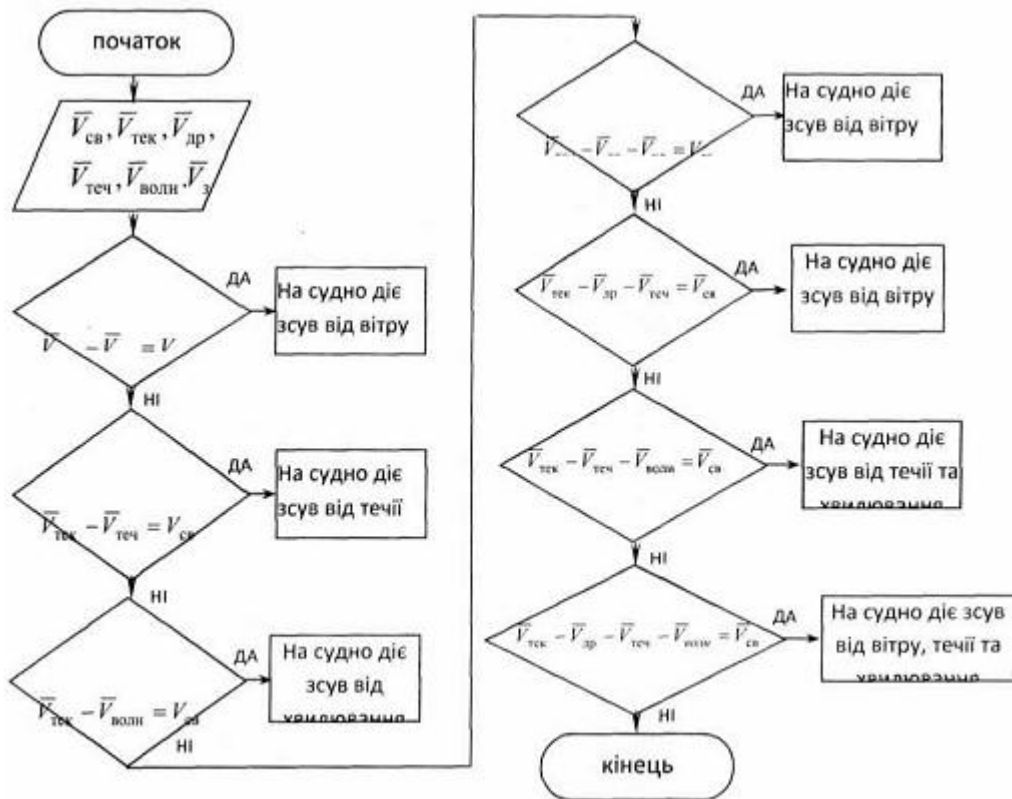 початок
V̅св, V̅тек, V̅др,
V̅теч, V̅волн, V̅з
V̅ − V̅ = V
ДА
На судно діє
зсув від вітру
НІ
V̅тек − V̅теч = Vсв
ДА
На судно діє
зсув від течії
НІ
V̅тек − V̅волн = Vсв
ДА
На судно діє
зсув від
хвилювання
НІ
ДА
На судно діє
зсув від вітру
НІ
V̅тек − V̅др − V̅теч = V̅св
ДА
На судно діє
зсув від вітру
НІ
V̅тек − V̅теч − V̅волн = V̅св
ДА
На судно діє
зсув від течії та
хвилювання
НІ
V̅тек − V̅др − V̅теч − V̅волн = V̅св
ДА
На судно діє зсув
від вітру, течії та
хвилювання
НІ
кінець